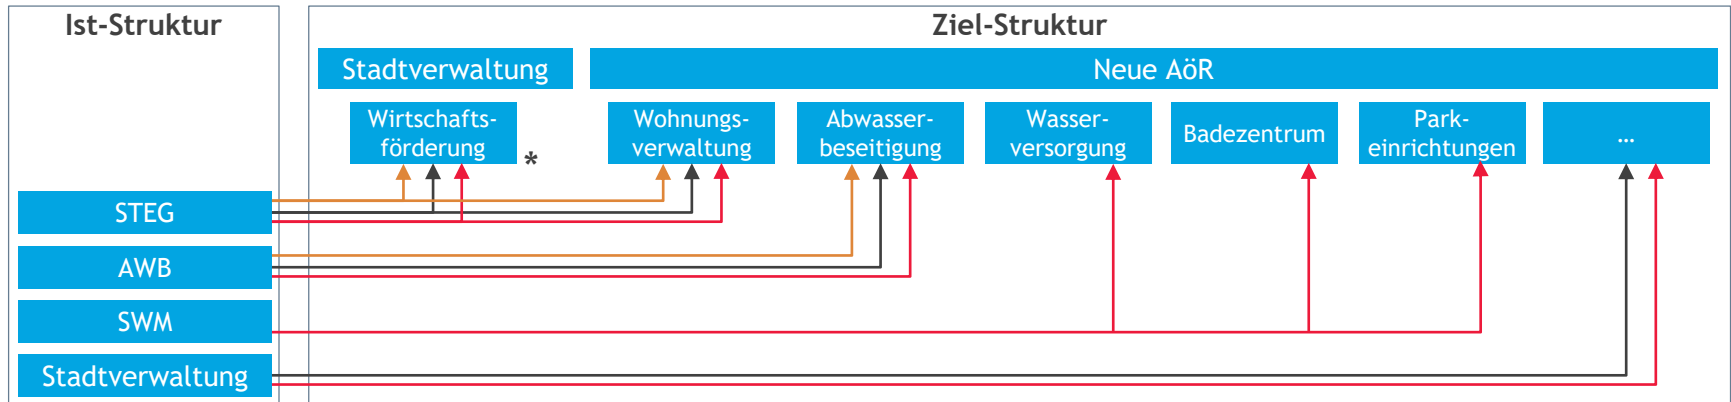 Ist-Struktur
Ziel-Struktur
Stadtverwaltung
Neue AöR
Wirtschafts-
förderung
*
Wohnungs-
verwaltung
Abwasser-
beseitigung
Wasser-
versorgung
Badezentrum
Park-
einrichtungen
...
STEG
AWB
SWM
Stadtverwaltung